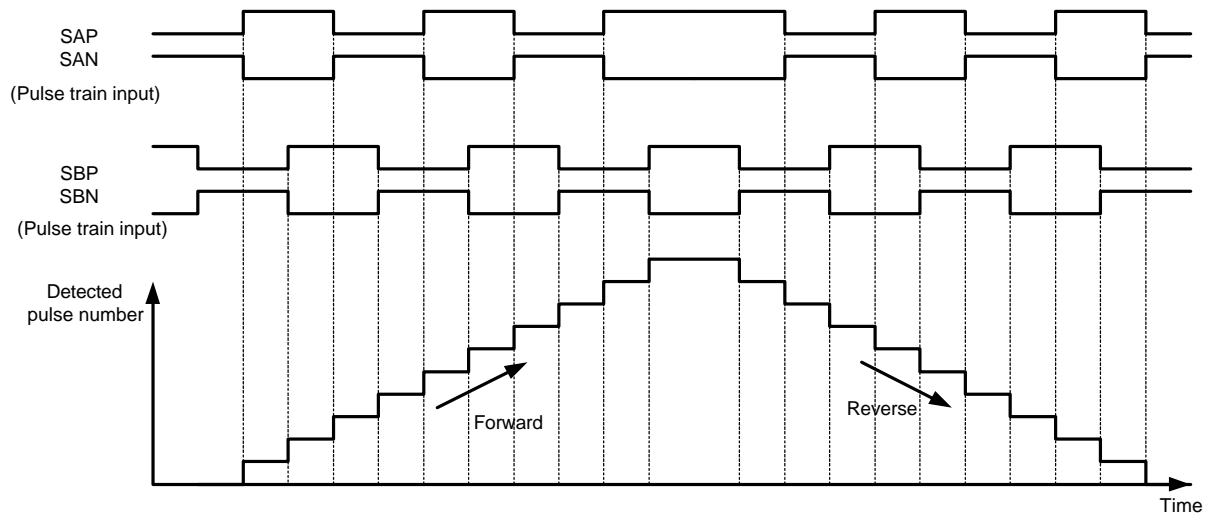 SAP
SAN
(Pulse train input)
SBP
SBN
(Pulse train input)
Detected
pulse number
Forward
Reverse
Time